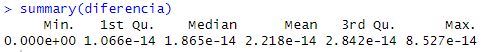 > summary(diferencia)
Min. 1st Qu. Median Mean 3rd Qu. Max.
0.000e+00 1.066e-14 1.865e-14 2.218e-14 2.842e-14 8.527e-14